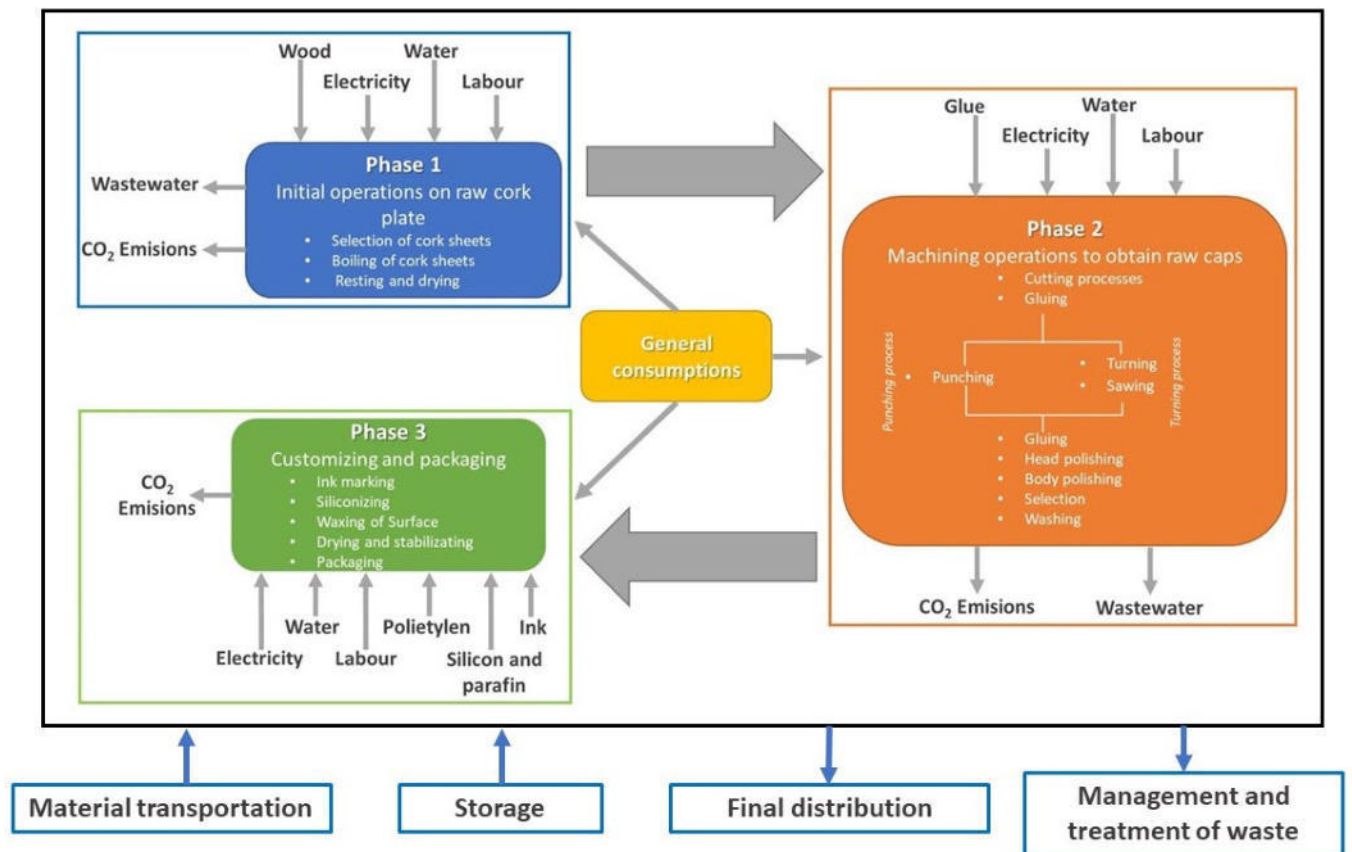 Wood
Water
Electricity
Labour
Phase 1
Initial operations on raw cork
plate
• Selection of cork sheets
• Boiling of cork sheets
• Resting and drying
Wastewater
CO₂ Emisions
Glue
Water
Electricity
Labour
Phase 2
Machining operations to obtain raw caps
• Cutting processes
• Gluing
Punching process
• Punching
• Turning
• Sawing
Turning process
• Gluing
• Head polishing
• Body polishing
• Selection
• Washing
CO₂ Emisions
Wastewater
General
consumptions
Phase 3
Customizing and packaging
• Ink marking
• Siliconizing
• Waxing of Surface
• Drying and stabilizating
• Packaging
CO₂
Emisions
Electricity
Water
Labour
Polietylen
Silicon and
parafin
Ink
Material transportation
Storage
Final distribution
Management and
treatment of waste